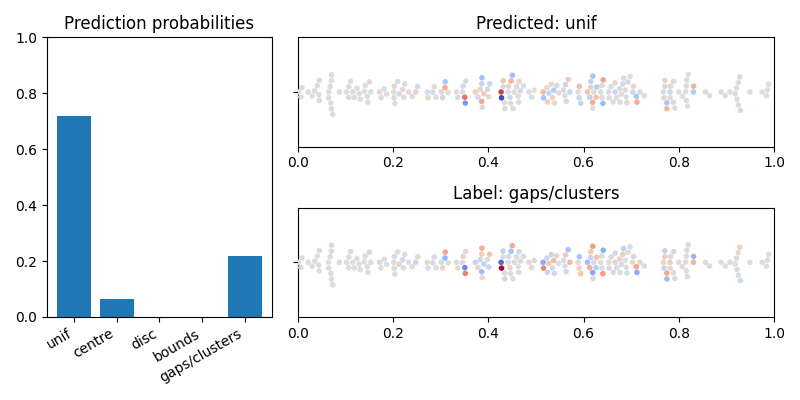 Prediction probabilities
1.0
0.8
0.6
0.4
0.2
0.0
unif
centre
disc
bounds
gaps/clusters
Predicted: unif
0.0 0.2 0.4 0.6 0.8 1.0
Label: gaps/clusters
0.0 0.2 0.4 0.6 0.8 1.0